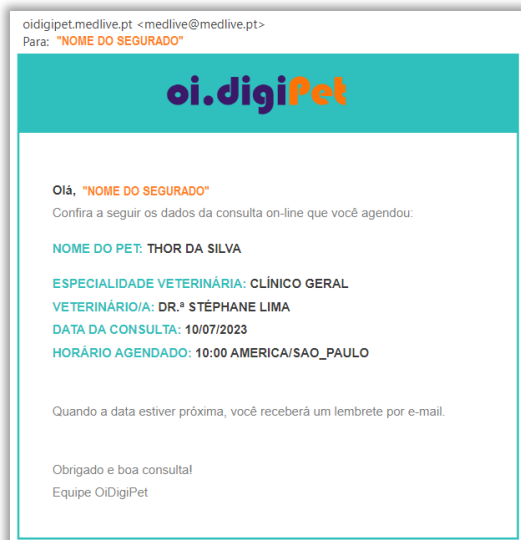 oidigipet.medlive.pt <medlive@medlive.pt>
Para: "NOME DO SEGURADO"
oi.digiPet
Olá, "NOME DO SEGURADO"
Confira a seguir os dados da consulta on-line que você agendou:
NOME DO PET: THOR DA SILVA
ESPECIALIDADE VETERINÁRIA: CLÍNICO GERAL
VETERINÁRIO/A: DR.ª STÉPHANE LIMA
DATA DA CONSULTA: 10/07/2023
HORÁRIO AGENDADO: 10:00 AMERICA/SAO_PAULO
Quando a data estiver próxima, você receberá um lembrete por e-mail.
Obrigado e boa consulta!
Equipe OiDigiPet